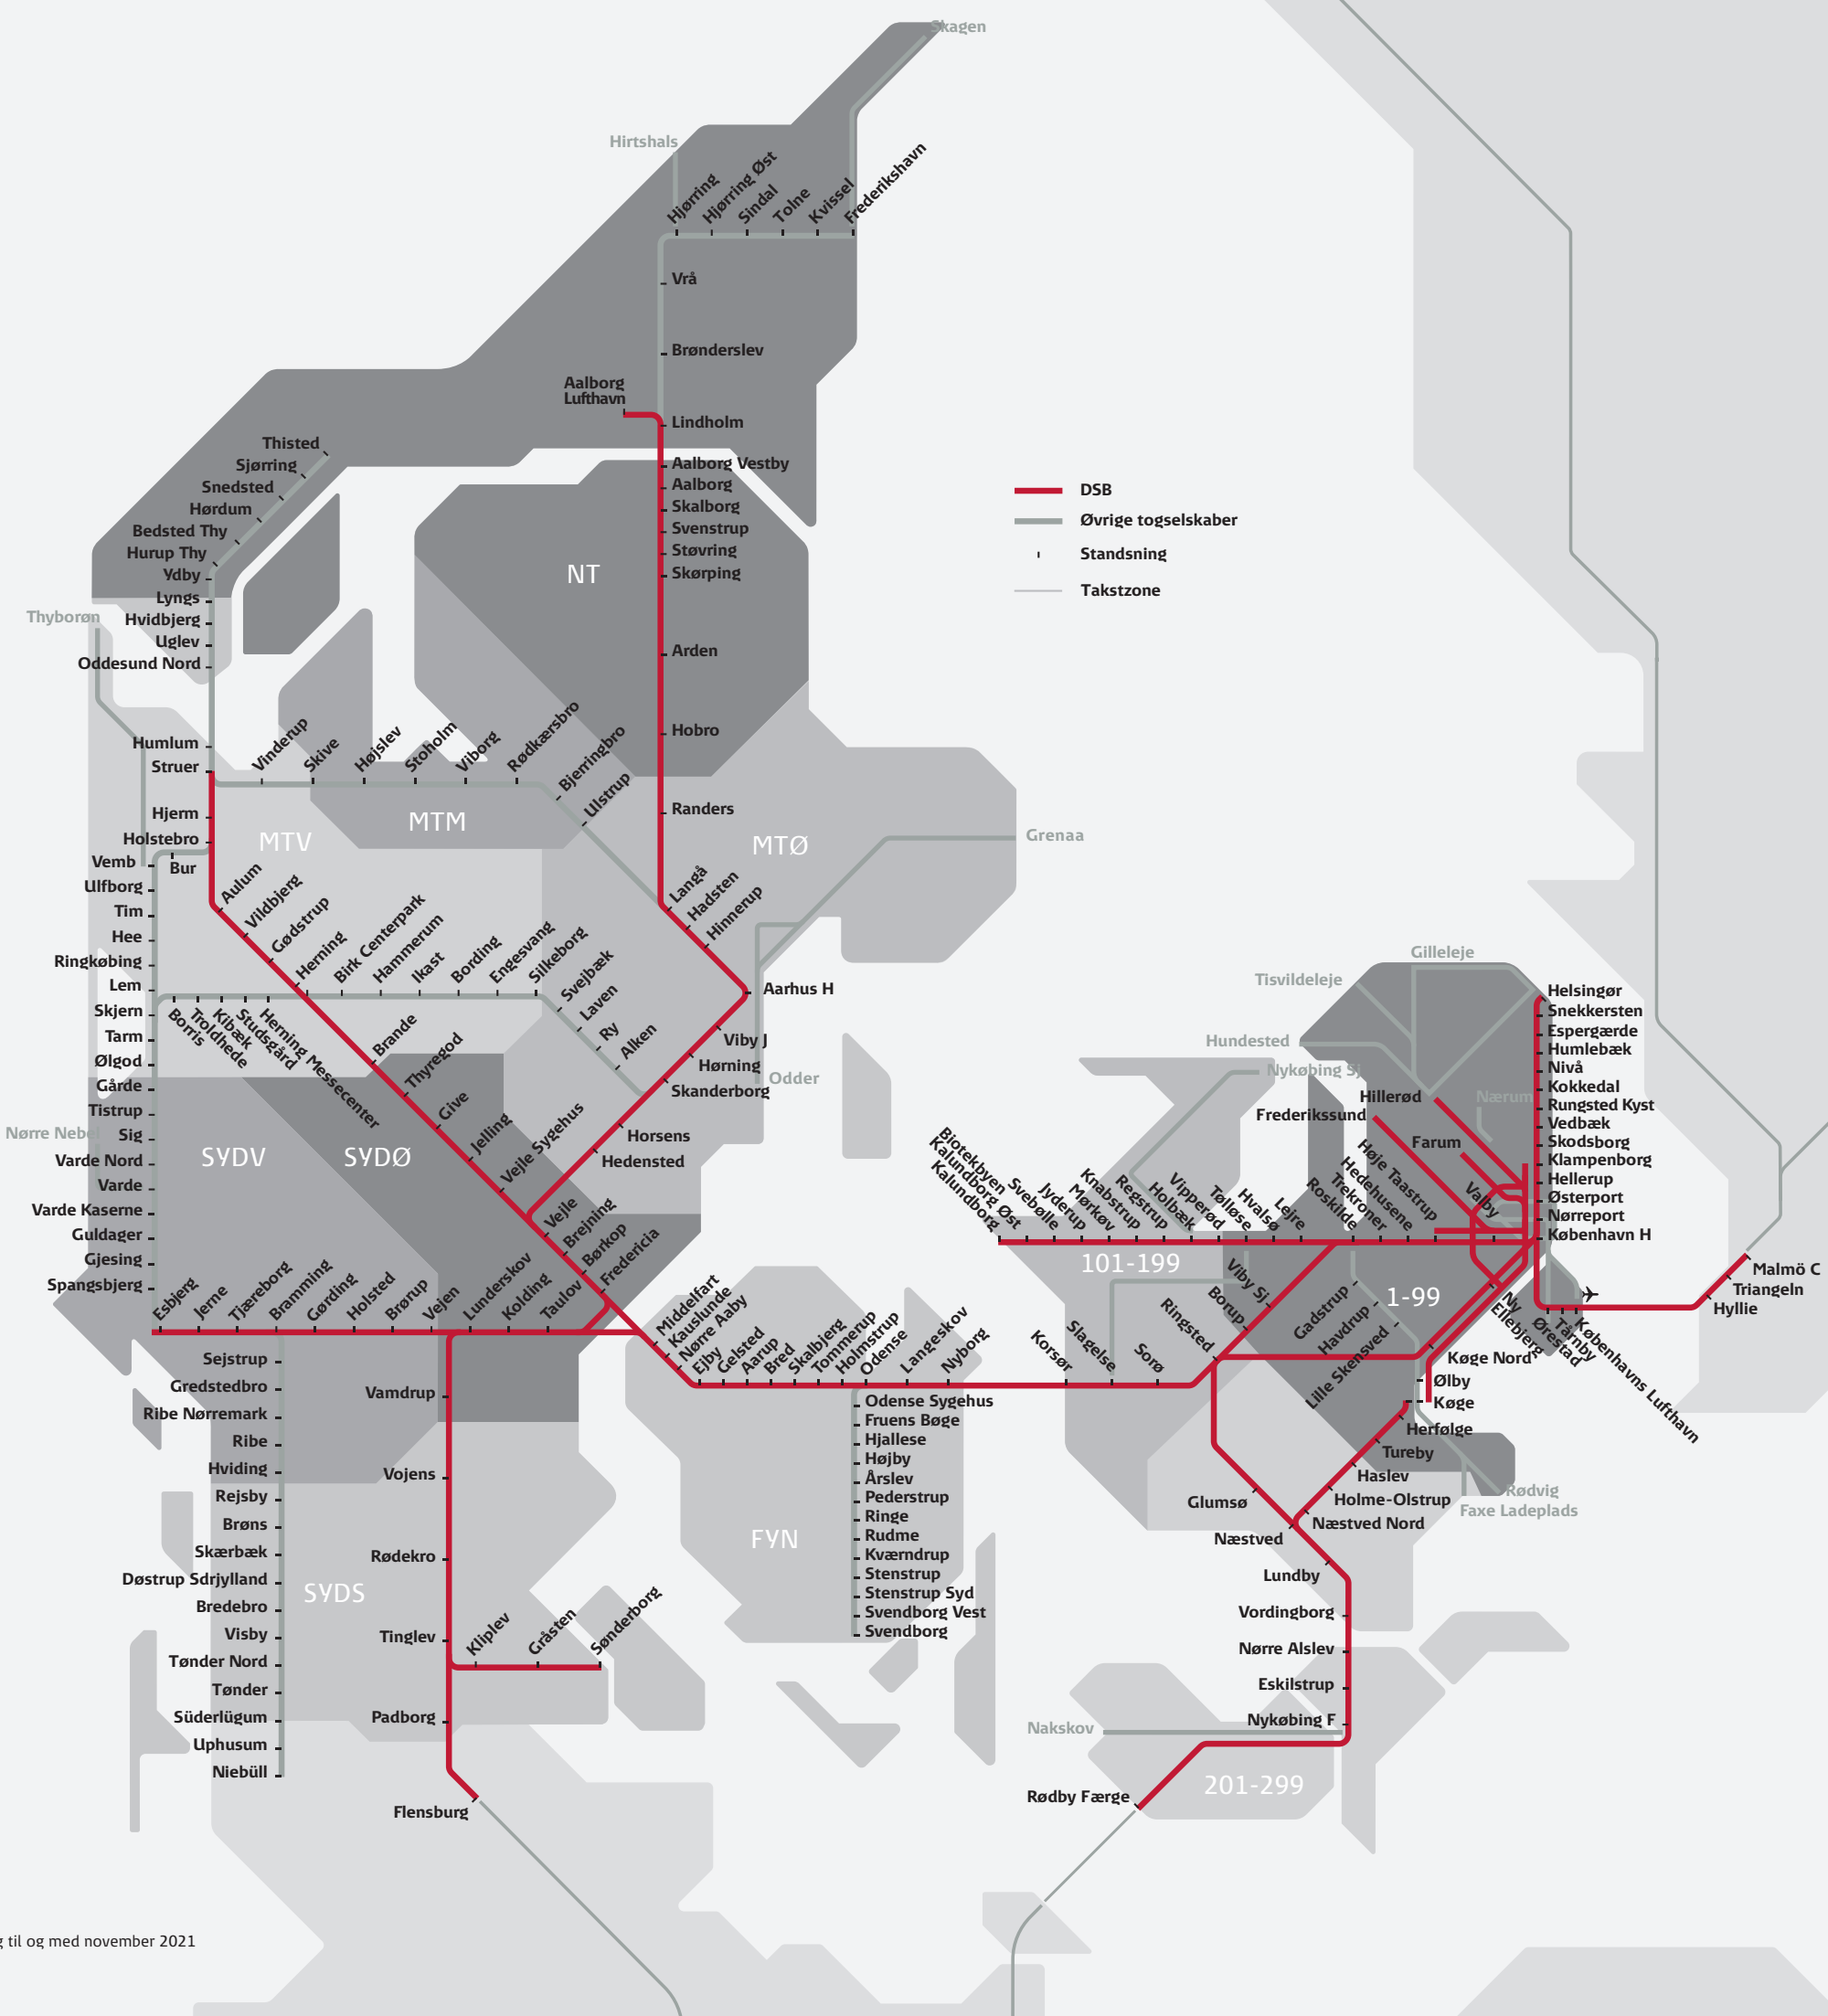 Skagen
Hirtshals
Hjørring
Hjørring Øst
Sindal
Tolne
Kvissel
Frederikshavn
Vrå
Brønderslev
Aalborg
Lufthavn
Lindholm
Aalborg Vestby
Aalborg
Skalborg
Svenstrup
Støvring
Skørping
Arden
Hobro
Randers
NT
DSB
Øvrige togselskaber
Standsning
Takstzone
Thisted
Sjørring
Snedsted
Hørdum
Bedsted Thy
Hurup Thy
Ydby
Lyngs
Hvidbjerg
Uglev
Oddesund Nord
Thyborøn
Humlum
Struer
Hjerm
Holstebro
Vemb
Bur
Ulfborg
Tim
Hee
Ringkøbing
Lem
Skjern
Tarm
Ølgod
Gårde
Tistrup
Sig
Nørre Nebel
Varde Nord
Varde
Varde Kaserne
Guldager
Gjesing
Spangsbjerg
Vinderup
Skive
Højslev
Stoholm
Viborg
Rødkærsbro
Bjerringbro
Ulstrup
MTV
MTM
MTØ
Grenaa
Langå
Hadsten
Hinnerup
Aarhus H
Viby J
Hørning
Skanderborg
Odder
Horsens
Hedensted
Aulum
Vildbjerg
Gødstrup
Herning
Birk Centerpark
Hammerum
Ikast
Bording
Engesvang
Silkeborg
Svejbæk
Laven
Ry
Alken
Borris
Troldhede
Kibæk
Studsgård
Herning Messecenter
Brande
Thyregod
Give
Jelling
Vejle Sygehus
Vejle
Brejning
Børkop
Fredericia
SYDV
SYDØ
Esbjerg
Jerne
Tjæreborg
Bramming
Gørding
Holsted
Brørup
Vejen
Lunderskov
Kolding
Taulov
Middelfart
Kauslunde
Nørre Aaby
Ejby
Gelsted
Aarup
Bred
Skalbjerg
Tommerup
Holmstrup
Odense
Langeskov
Nyborg
Korsør
Slagelse
Sorø
Ringsted
Borup
Viby Sj
Sejstrup
Gredstedbro
Ribe Nørremark
Ribe
Hviding
Rejsby
Brøns
Skærbæk
Døstrup Sdrjylland
Bredebro
Visby
Tønder Nord
Tønder
Süderlügum
Uphusum
Niebüll
SYDS
Vamdrup
Vojens
Rødekro
Tinglev
Kliplev
Gråsten
Sønderborg
Padborg
Flensburg
Odense Sygehus
Fruens Bøge
Hjallese
Højby
Årslev
Pederstrup
Ringe
Rudme
Kværndrup
Stenstrup
Stenstrup Syd
Svendborg Vest
Svendborg
FYN
Gilleleje
Tisvildeleje
Hundested
Nykøbing Sj
Hillerød
Frederikssund
Nærum
Farum
Helsingør
Snekkersten
Espergærde
Humlebæk
Nivå
Kokkedal
Rungsted Kyst
Vedbæk
Skodsborg
Klampenborg
Hellerup
Østerport
Nørreport
København H
Biotekbyen
Kalundborg Øst
Kalundborg
Svebølle
Jyderup
Mørkøv
Knabstrup
Regstrup
Holbæk
Vipperød
Tølløse
Hvalsø
Lejre
Roskilde
Trekroner
Hedehusene
Høje Taastrup
Valby
101-199
1-99
Gadstrup
Havdrup
Lille Skensved
Ny
Ellebjerg
Ørestad
Tårnby
Københavns Lufthavn
Malmö C
Triangeln
Hyllie
Køge Nord
Ølby
Køge
Herfølge
Tureby
Haslev
Holme-Olstrup
Næstved Nord
Rødvig
Faxe Ladeplads
Glumsø
Næstved
Lundby
Vordingborg
Nørre Alslev
Eskilstrup
Nykøbing F
Nakskov
Rødby Færge
201-299
til og med november 2021